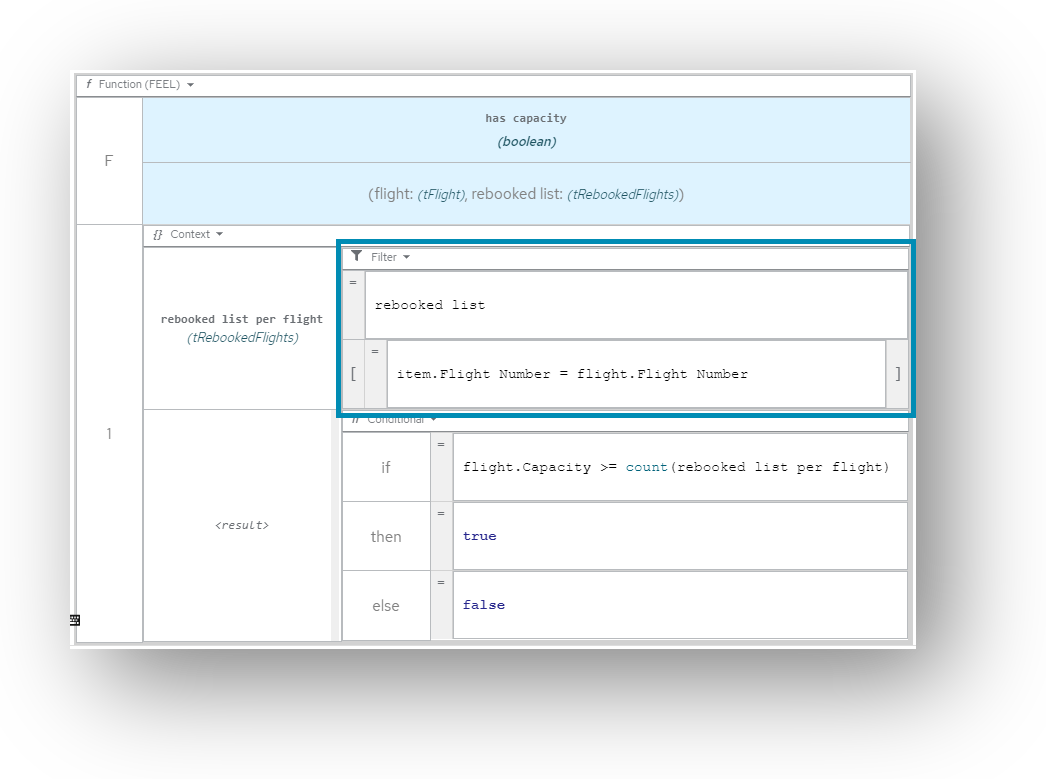 f Function (FEEL)
F
has capacity
(boolean)
(flight: (tFlight), rebooked list: (tRebookedFlights))
1
{} Context
rebooked list per flight
(tRebookedFlights)
Filter
=
rebooked list
[
=
item.Flight Number = flight.Flight Number
]
<result>
Conditional
if
=
flight.Capacity >= count(rebooked list per flight)
then
=
true
else
=
false